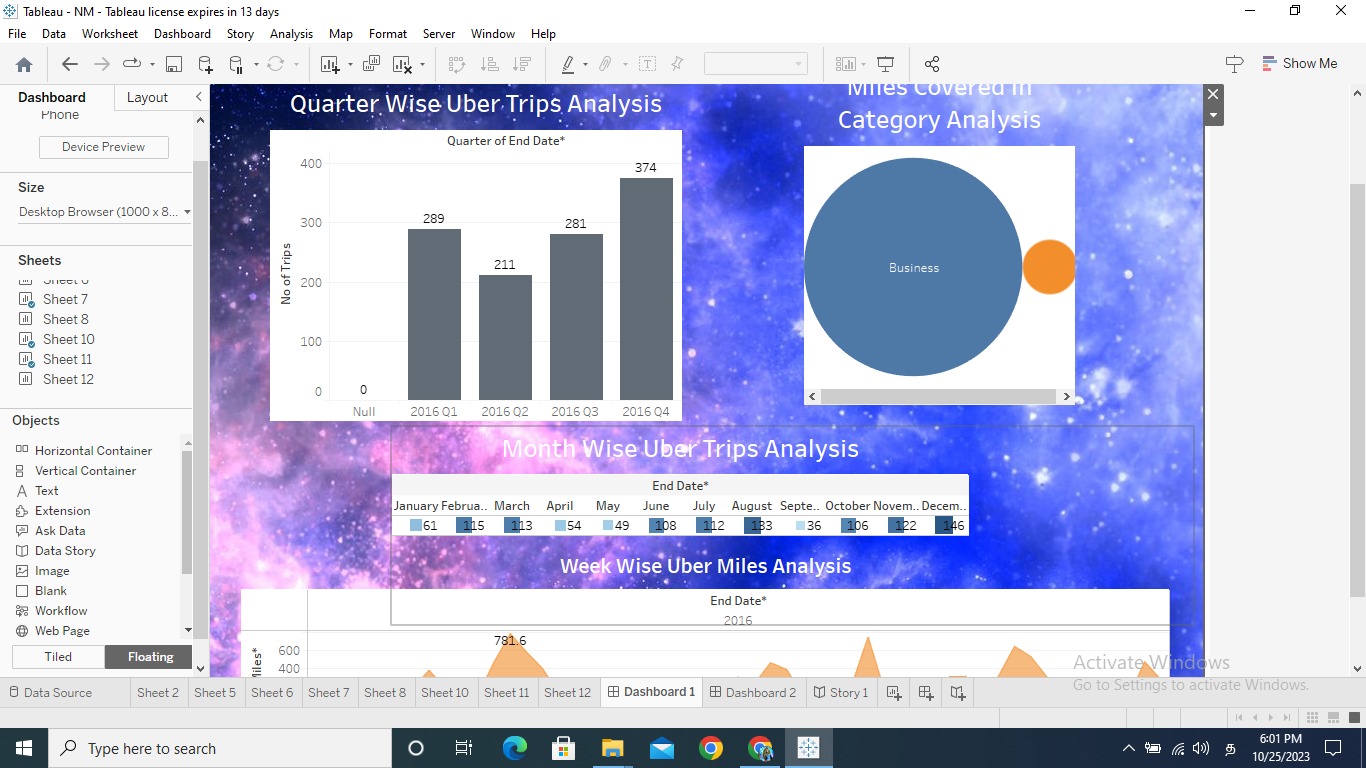 Tableau - NM - Tableau license expires in 13 days
File Data Worksheet Dashboard Story Analysis Map Format Server Window Help
Show Me
Dashboard Layout
Phone
Device Preview
Size
Desktop Browser (1000 x 8...
Sheets
Sheet 7
Sheet 8
Sheet 10
Sheet 11
Sheet 12
Objects
Horizontal Container
Vertical Container
Text
Extension
Ask Data
Data Story
Image
Blank
Workflow
Web Page
Tiled Floating
Quarter Wise Uber Trips Analysis
Quarter of End Date*
No of Trips
400
300
200
100
0
0
289
211
281
374
Null 2016 Q1 2016 Q2 2016 Q3 2016 Q4
Miles Covered In
Category Analysis
Business
Month Wise Uber Trips Analysis
End Date*
January Februa.. March April May June July August Septe.. October Novem.. Decem..
61 115 113 54 49 108 112 133 36 106 122 146
Week Wise Uber Miles Analysis
End Date*
2016
781.6
600
400
Activate Windows
Go to Settings to activate Windows.
Data Source Sheet 2 Sheet 5 Sheet 6 Sheet 7 Sheet 8 Sheet 10 Sheet 11 Sheet 12 Dashboard 1 Dashboard 2 Story 1
Type here to search
6:01 PM
10/25/2023